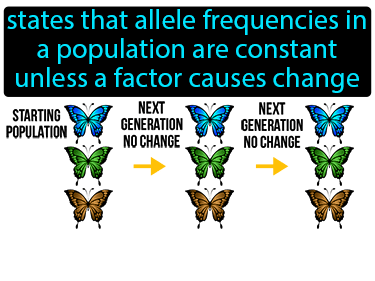 states that allele frequencies in
a population are constant
unless a factor causes change
STARTING
POPULATION
NEXT
GENERATION
NO CHANGE
NEXT
GENERATION
NO CHANGE